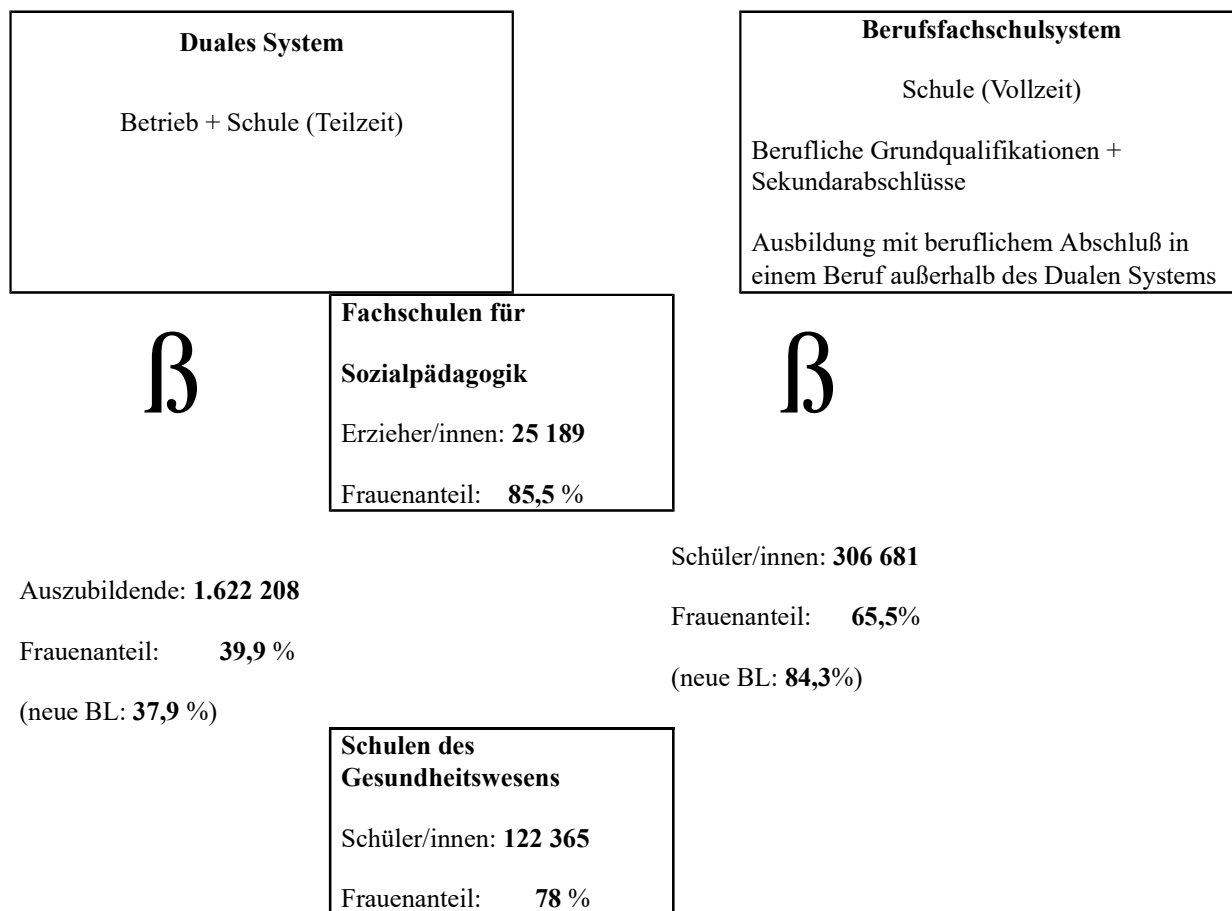 Duales System
Betrieb + Schule (Teilzeit)
Berufsfachschulsystem
Schule (Vollzeit)
Berufliche Grundqualifikationen +
Sekundarabschlüsse
Ausbildung mit beruflichem Abschluß in
einem Beruf außerhalb des Dualen Systems
ß
Fachschulen für
Sozialpädagogik
Erzieher/innen: 25 189
Frauenanteil: 85,5 %
ß
Auszubildende: 1.622 208
Frauenanteil: 39,9 %
(neue BL: 37,9 %)
Schüler/innen: 306 681
Frauenanteil: 65,5%
(neue BL: 84,3%)
Schulen des
Gesundheitswesens
Schüler/innen: 122 365
Frauenanteil: 78 %